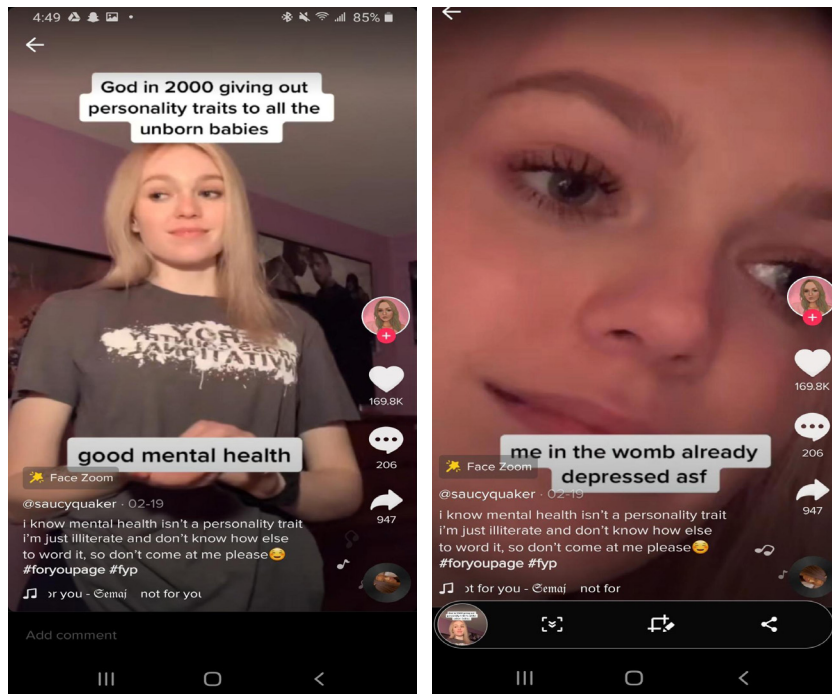 4:49
85%
God in 2000 giving out
personality traits to all the
unborn babies
169.8K
good mental health
206
Face Zoom
@saucyquaker · 02-19
947
i know mental health isn't a personality trait
i'm just illiterate and don't know how else
to word it, so don't come at me please😂
#foryoupage #fyp
or you - 𝔖emaj not for you
Add comment
169.8K
me in the womb already
depressed asf
206
Face Zoom
@saucyquaker · 02-19
947
i know mental health isn't a personality trait
i'm just illiterate and don't know how else
to word it, so don't come at me please😂
#foryoupage #fyp
ot for you - 𝔖emaj not for